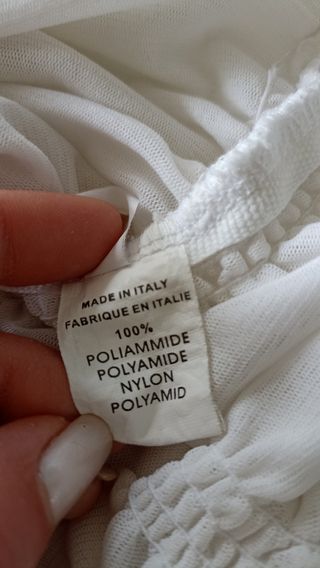 MADE IN ITALY
FABRIQUE EN ITALIE
100%
POLIAMMIDE
POLYAMIDE
NYLON
POLYAMID